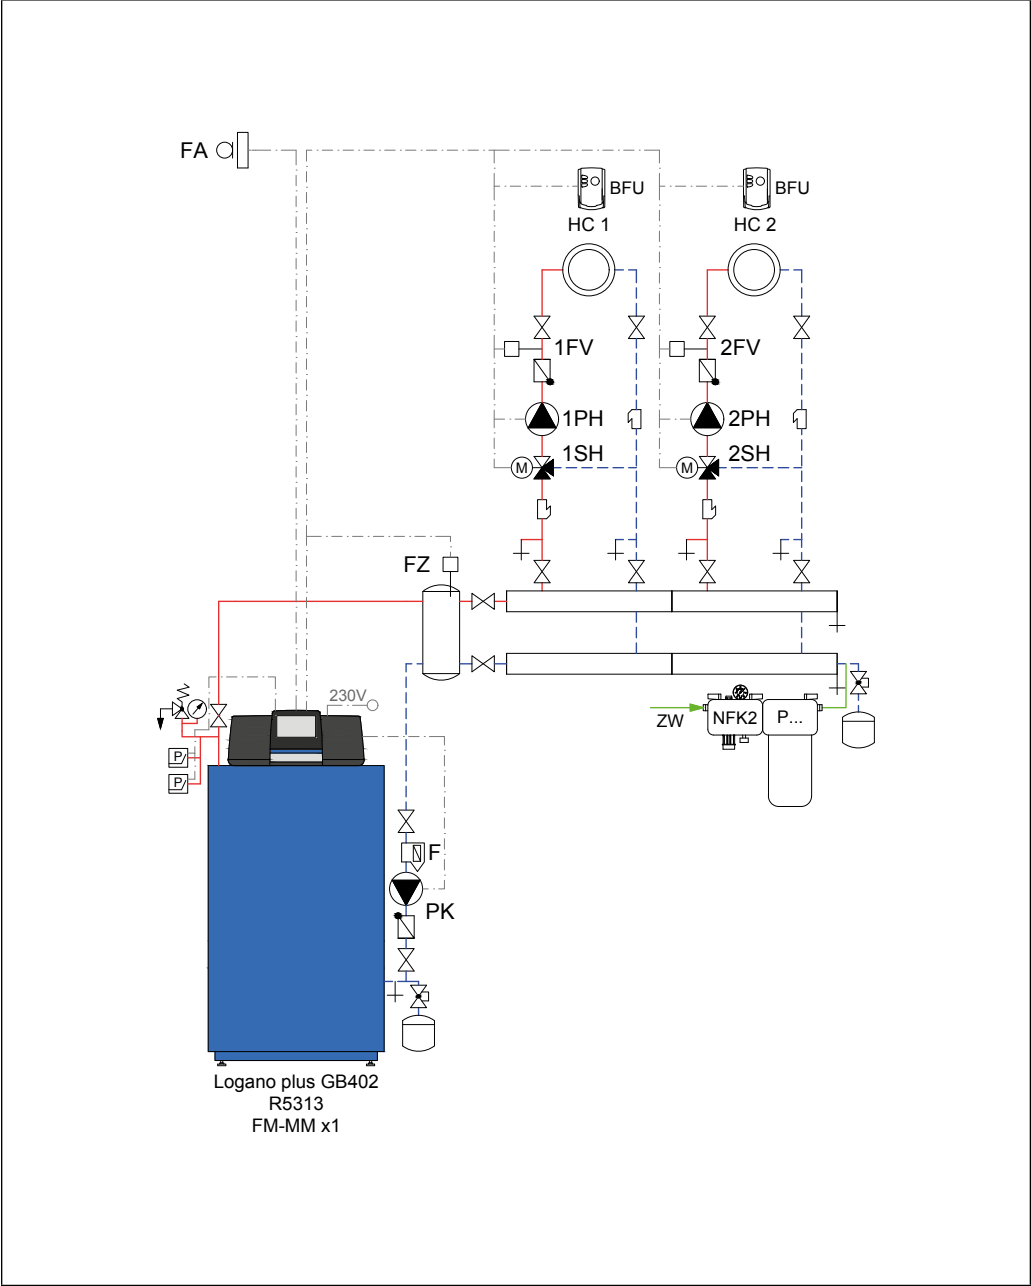 FA
BFU
BFU
HC 1
HC 2
1FV
2FV
1PH
2PH
1SH
2SH
M
M
FZ
230V
ZW
NFK2
P...
P
P
F
PK
Logano plus GB402
R5313
FM-MM x1